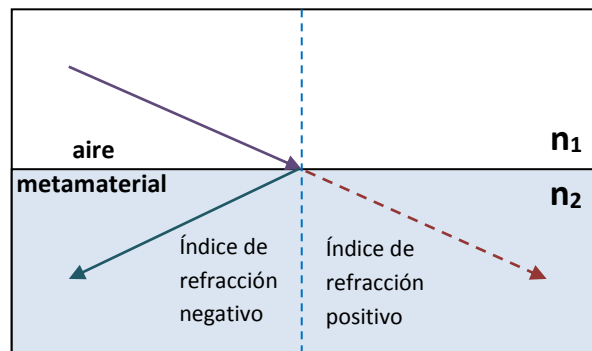 aire
n₁
metamaterial
n₂
Índice de
refracción
negativo
Índice de
refracción
positivo